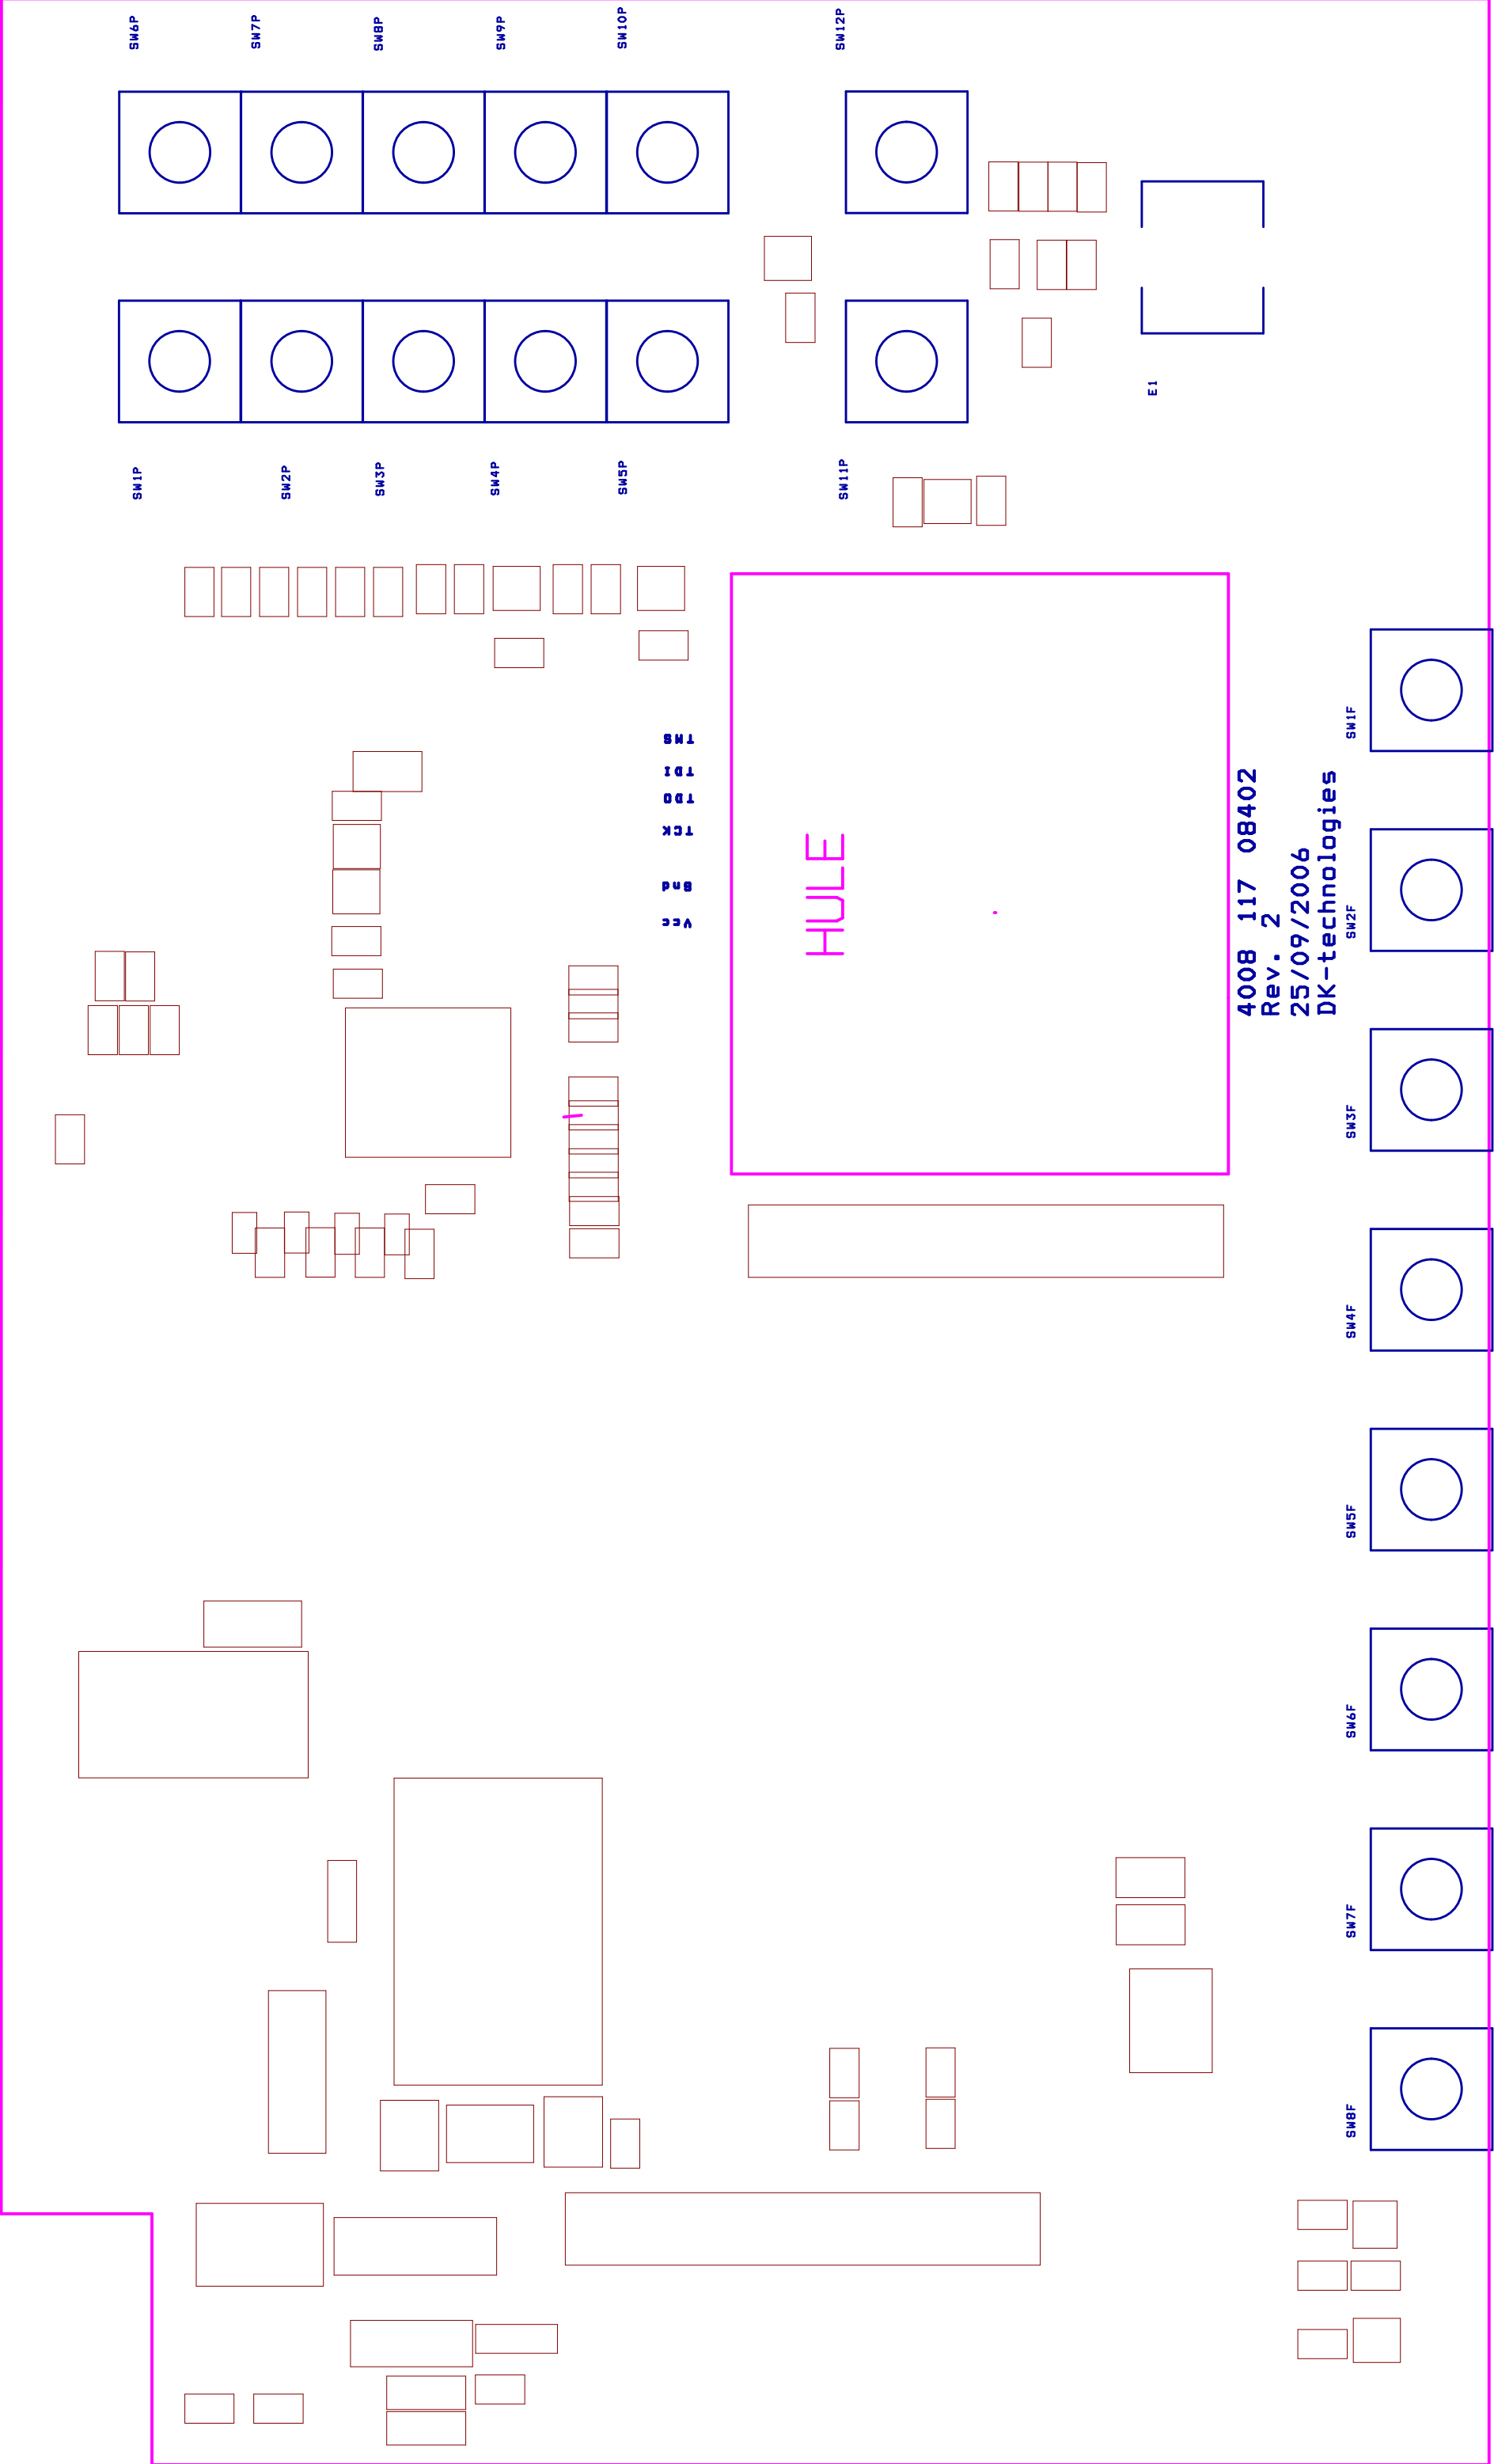 SW6P
SW7P
SW8P
SW9P
SW10P
SW12P
E1
SW1P
SW2P
SW3P
SW4P
SW5P
SW11P
TMS
TDI
TDO
TCK
Gnd
Vcc
HULE
4008 117 08402
Rev. 2
25/09/2006
DK-technologies
SW1F
SW2F
SW3F
SW4F
SW5F
SW6F
SW7F
SW8F